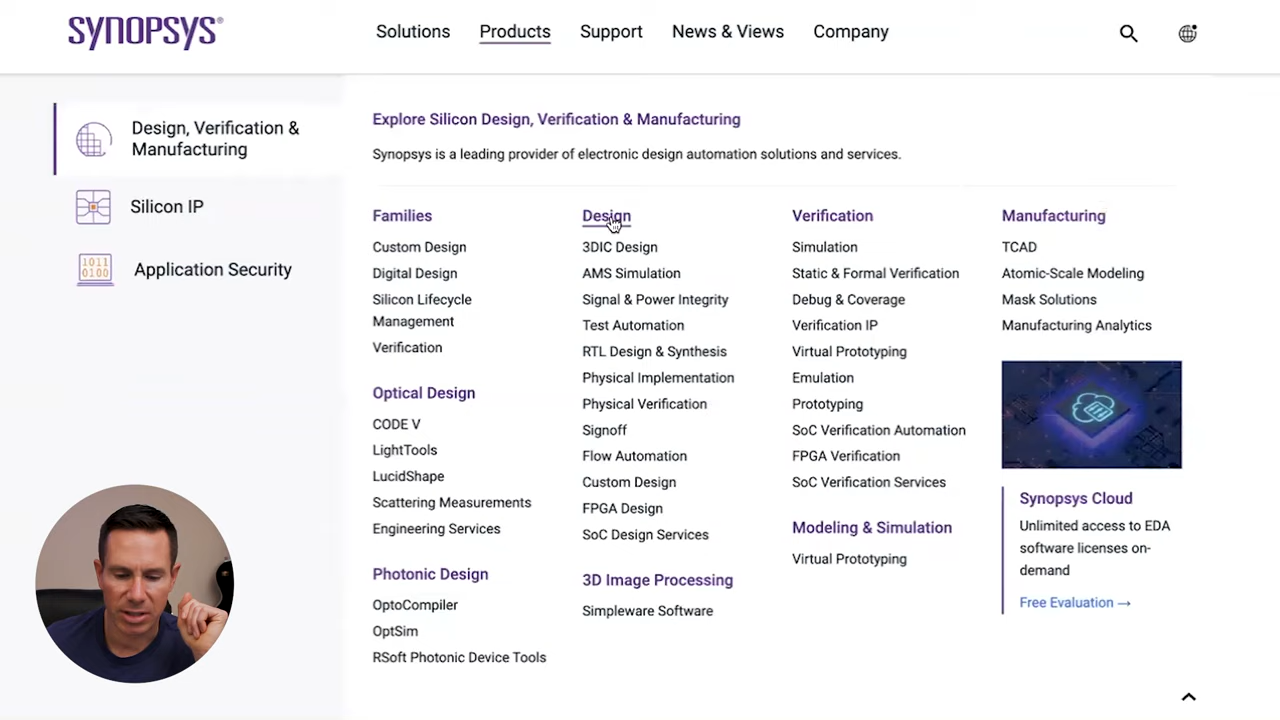 SYNOPSYS®
Solutions
Products
Support
News & Views
Company
Design, Verification &
Manufacturing
Silicon IP
1011
0100
Application Security
Explore Silicon Design, Verification & Manufacturing
Synopsys is a leading provider of electronic design automation solutions and services.
Families
Custom Design
Digital Design
Silicon Lifecycle
Management
Verification
Optical Design
CODE V
LightTools
LucidShape
Scattering Measurements
Engineering Services
Photonic Design
OptoCompiler
OptSim
RSoft Photonic Device Tools
Design
3DIC Design
AMS Simulation
Signal & Power Integrity
Test Automation
RTL Design & Synthesis
Physical Implementation
Physical Verification
Signoff
Flow Automation
Custom Design
FPGA Design
SoC Design Services
3D Image Processing
Simpleware Software
Verification
Simulation
Static & Formal Verification
Debug & Coverage
Verification IP
Virtual Prototyping
Emulation
Prototyping
SoC Verification Automation
FPGA Verification
SoC Verification Services
Modeling & Simulation
Virtual Prototyping
Manufacturing
TCAD
Atomic-Scale Modeling
Mask Solutions
Manufacturing Analytics
Synopsys Cloud
Unlimited access to EDA
software licenses on-
demand
Free Evaluation →